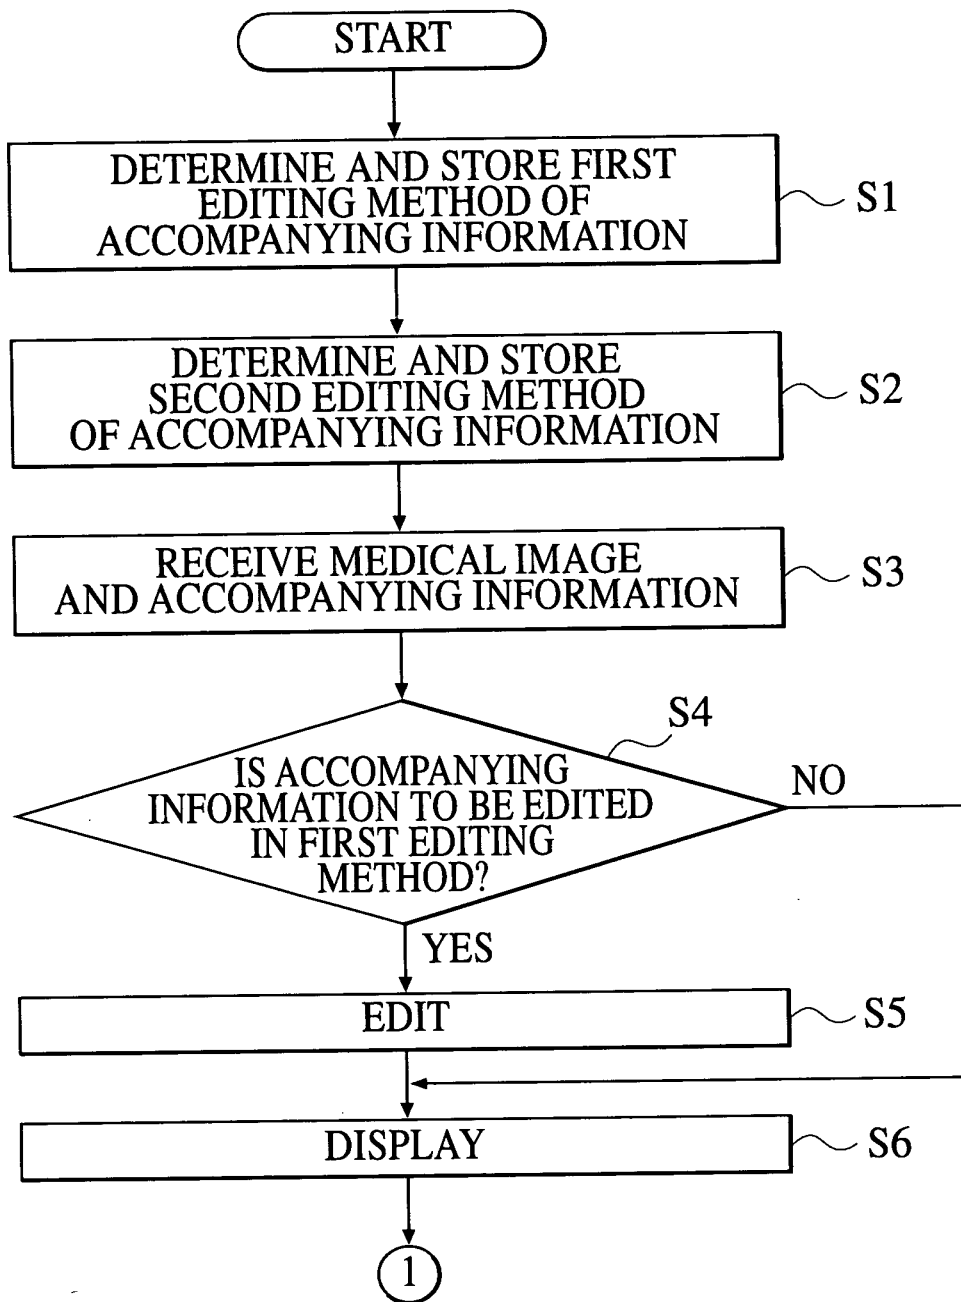 START
DETERMINE AND STORE FIRST
EDITING METHOD OF
ACCOMPANYING INFORMATION
S1
DETERMINE AND STORE
SECOND EDITING METHOD
OF ACCOMPANYING INFORMATION
S2
RECEIVE MEDICAL IMAGE
AND ACCOMPANYING INFORMATION
S3
S4
IS ACCOMPANYING
INFORMATION TO BE EDITED
IN FIRST EDITING
METHOD?
NO
YES
EDIT
S5
DISPLAY
S6
1